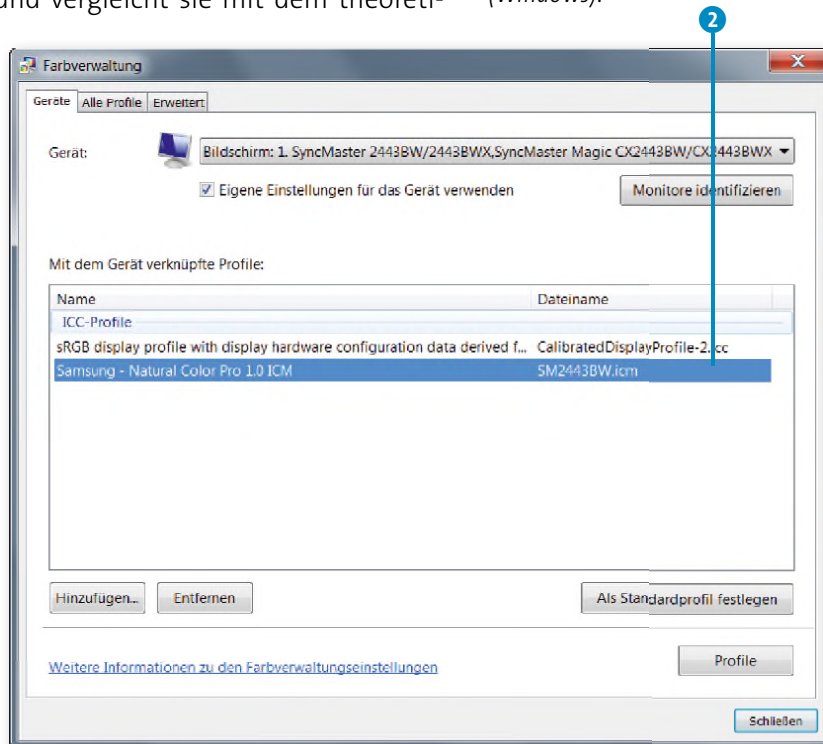 und vergleicht sie mit dem theoreti-
(Windows).
2
Farbverwaltung
Geräte Alle Profile Erweitert
Gerät: Bildschirm: 1. SyncMaster 2443BW/2443BWX,SyncMaster Magic CX2443BW/CX2443BWX
Eigene Einstellungen für das Gerät verwenden Monitore identifizieren
Mit dem Gerät verknüpfte Profile:
Name Dateiname
ICC-Profile
sRGB display profile with display hardware configuration data derived f... CalibratedDisplayProfile-2.icc
Samsung - Natural Color Pro 1.0 ICM SM2443BW.icm
Hinzufügen... Entfernen Als Standardprofil festlegen
Weitere Informationen zu den Farbverwaltungseinstellungen Profile
Schließen